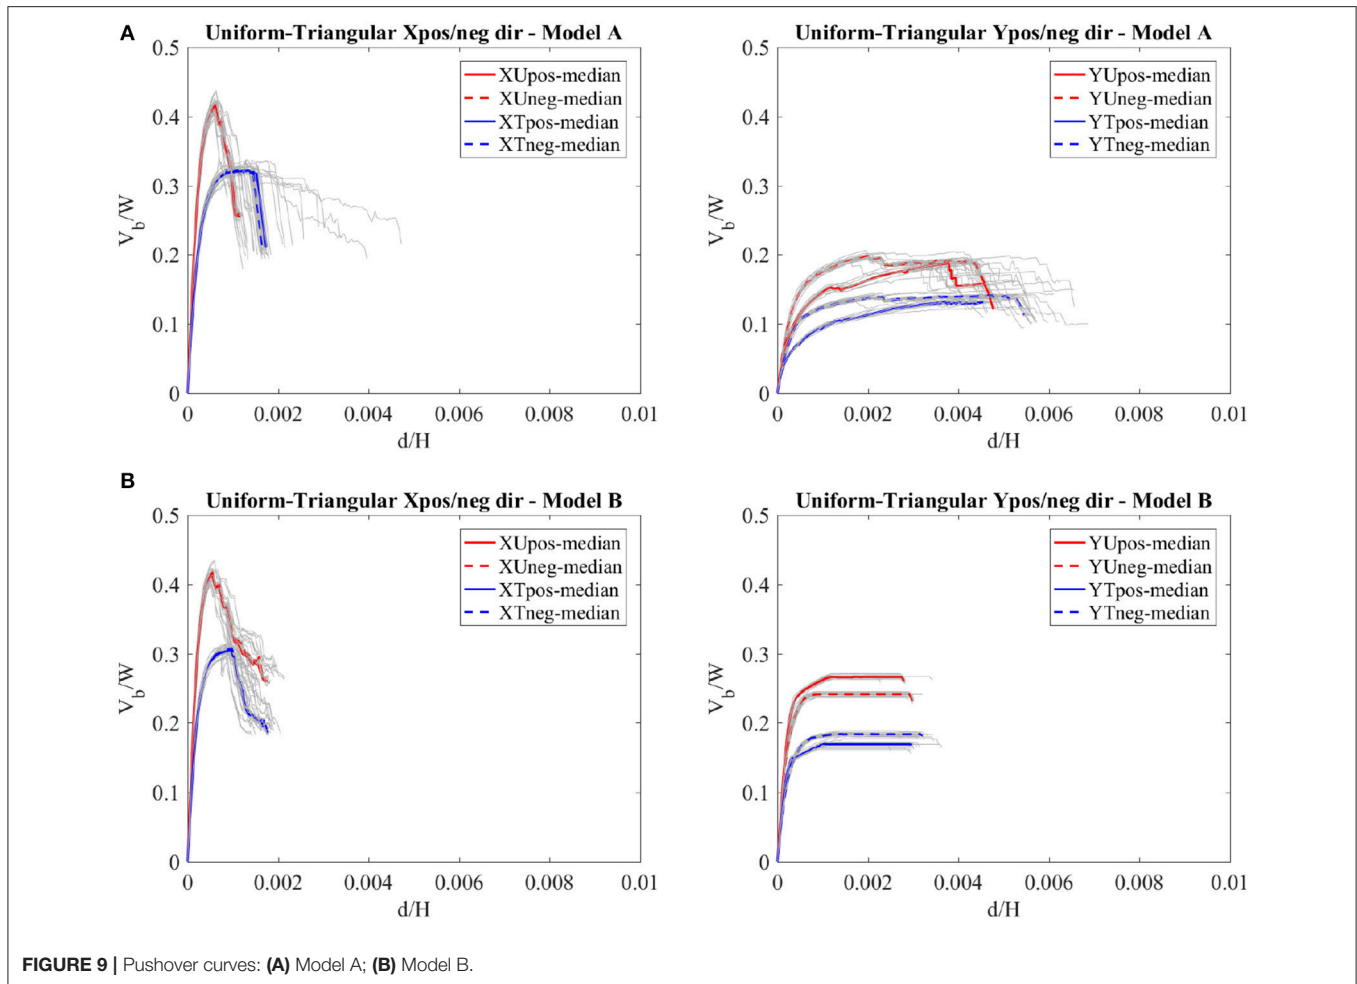 A
Uniform-Triangular Xpos/neg dir - Model A
0.5
0.4
0.3
0.2
0.1
0
V_b/W
XUpos-median
XUneg-median
XTpos-median
XTneg-median
0 0.002 0.004 0.006 0.008 0.01
d/H
Uniform-Triangular Ypos/neg dir - Model A
0.5
0.4
0.3
0.2
0.1
0
V_b/W
YUpos-median
YUneg-median
YTpos-median
YTneg-median
0 0.002 0.004 0.006 0.008 0.01
d/H
B
Uniform-Triangular Xpos/neg dir - Model B
0.5
0.4
0.3
0.2
0.1
0
V_b/W
XUpos-median
XUneg-median
XTpos-median
XTneg-median
0 0.002 0.004 0.006 0.008 0.01
d/H
Uniform-Triangular Ypos/neg dir - Model B
0.5
0.4
0.3
0.2
0.1
0
V_b/W
YUpos-median
YUneg-median
YTpos-median
YTneg-median
0 0.002 0.004 0.006 0.008 0.01
d/H
FIGURE 9 | Pushover curves: (A) Model A; (B) Model B.